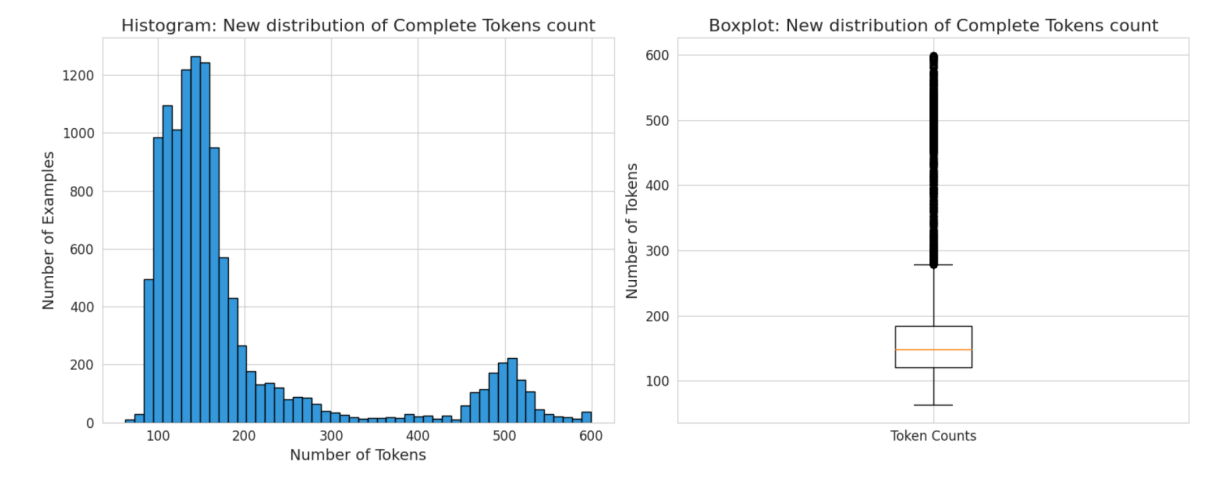 Histogram: New distribution of Complete Tokens count
Number of Examples
1200
1000
800
600
400
200
0
100 200 300 400 500 600
Number of Tokens
Boxplot: New distribution of Complete Tokens count
Number of Tokens
600
500
400
300
200
100
Token Counts